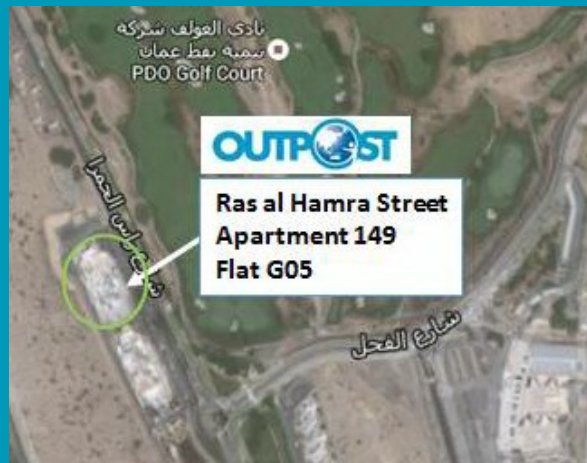 نادي الغولف شركة
تنمية نفط عمان
PDO Golf Court
OUTPOST
Ras al Hamra Street
Apartment 149
Flat G05
شارع راس الحمرا
شارع الفحل